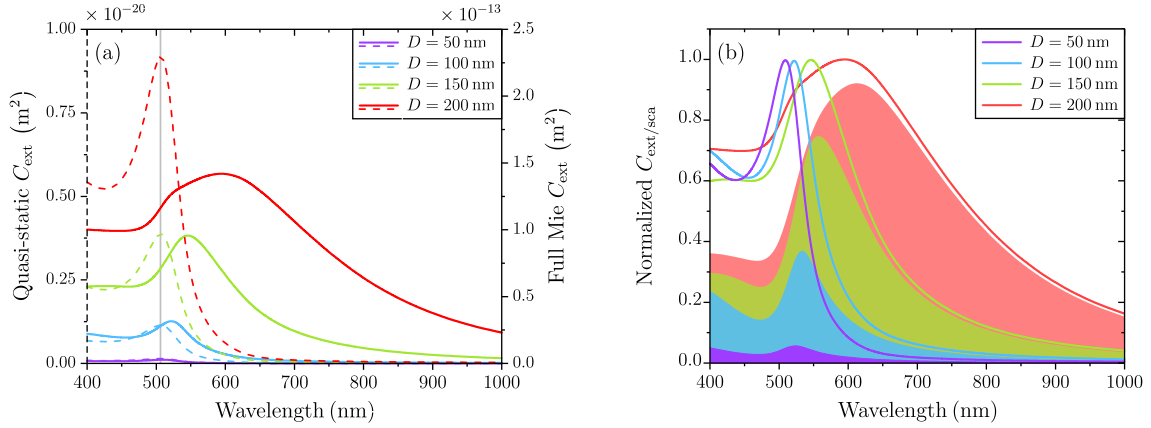 × 10⁻²⁰
× 10⁻¹³
(a)
D = 50 nm
D = 100 nm
D = 150 nm
D = 200 nm
1.00
0.75
0.50
0.25
0.00
Quasi-static C_ext (m²)
2.5
2.0
1.5
1.0
0.5
0.0
Full Mie C_ext (m²)
400 500 600 700 800 900 1000
Wavelength (nm)
(b)
D = 50 nm
D = 100 nm
D = 150 nm
D = 200 nm
1.0
0.8
0.6
0.4
0.2
0.0
Normalized C_ext/sca
400 500 600 700 800 900 1000
Wavelength (nm)